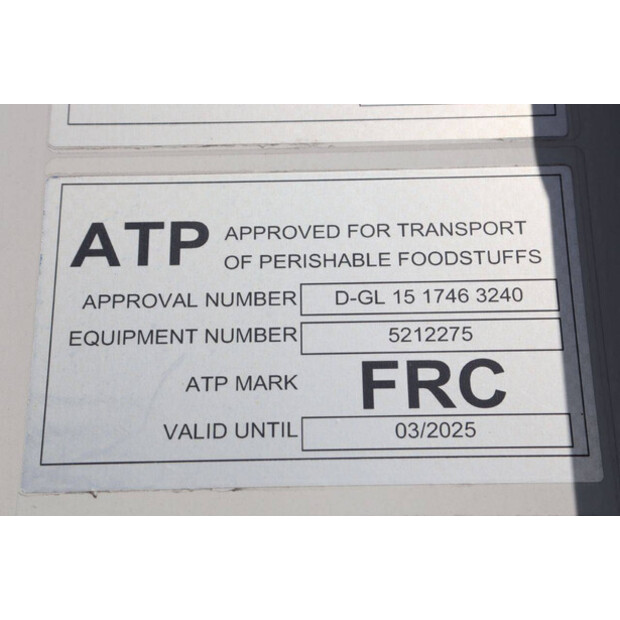 ATP APPROVED FOR TRANSPORT
OF PERISHABLE FOODSTUFFS
APPROVAL NUMBER D-GL 15 1746 3240
EQUIPMENT NUMBER 5212275
ATP MARK FRC
VALID UNTIL 03/2025